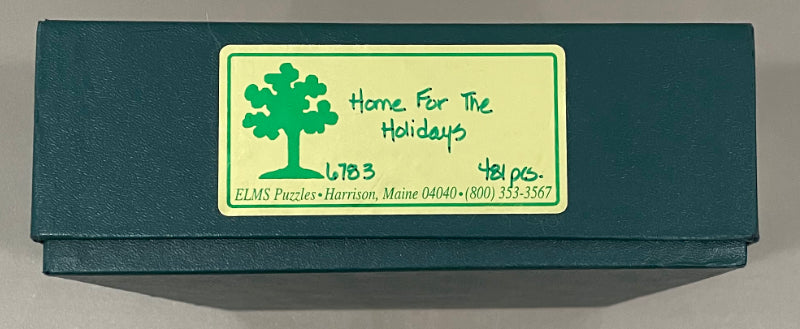 Home For The
Holidays
6783 481 pcs.
ELMS Puzzles • Harrison, Maine 04040 • (800) 353-3567